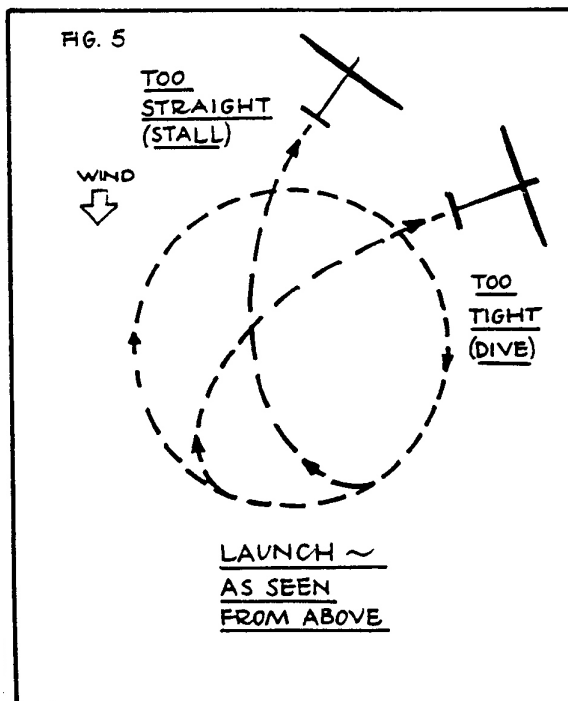 FIG. 5
TOO
STRAIGHT
(STALL)
WIND
TOO
TIGHT
(DIVE)
LAUNCH ~
AS SEEN
FROM ABOVE